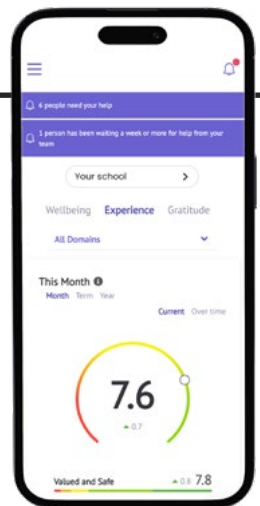 6 people need your help
1 person has been waiting a week or more for help from your
team
Your school
Wellbeing Experience Gratitude
All Domains
This Month
Month Term Year
Current Over time
7.6
0.7
Valued and Safe 0.8 7.8